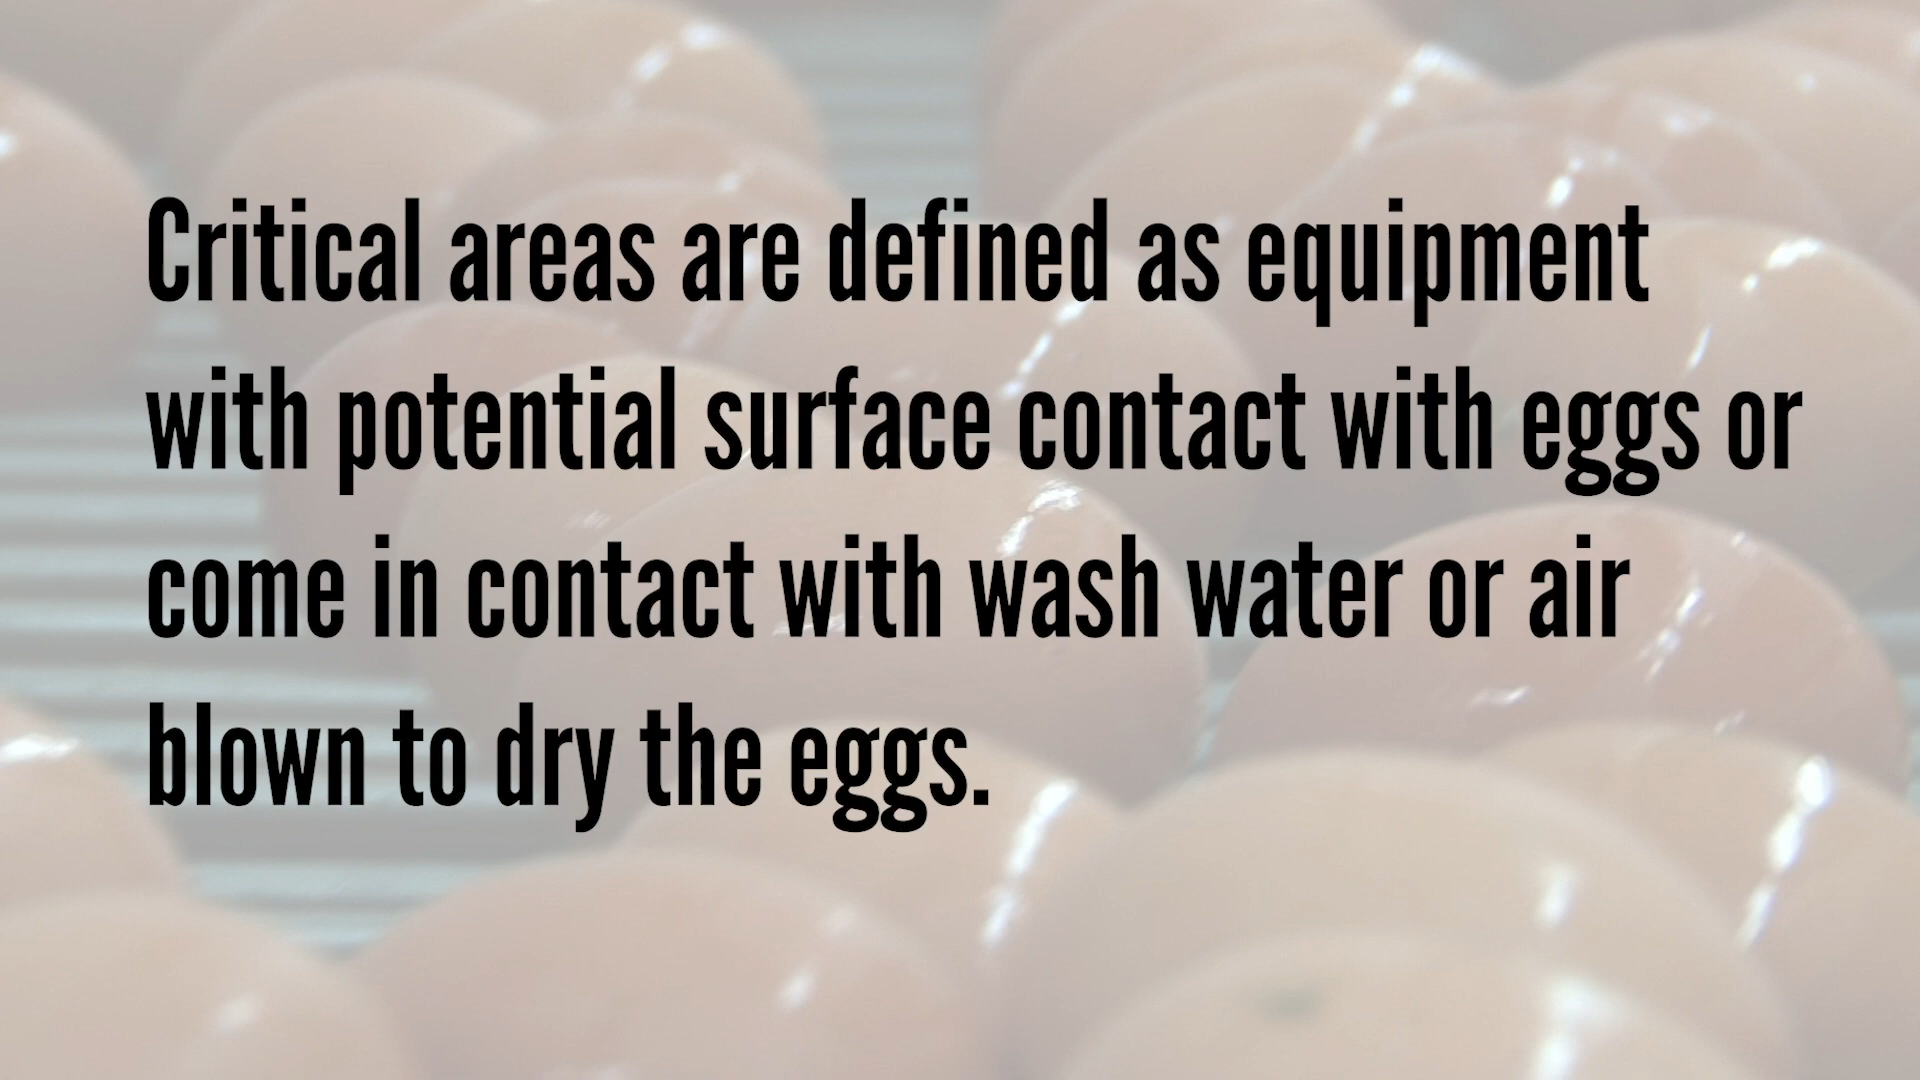 Critical areas are defined as equipment
with potential surface contact with eggs or
come in contact with wash water or air
blown to dry the eggs.